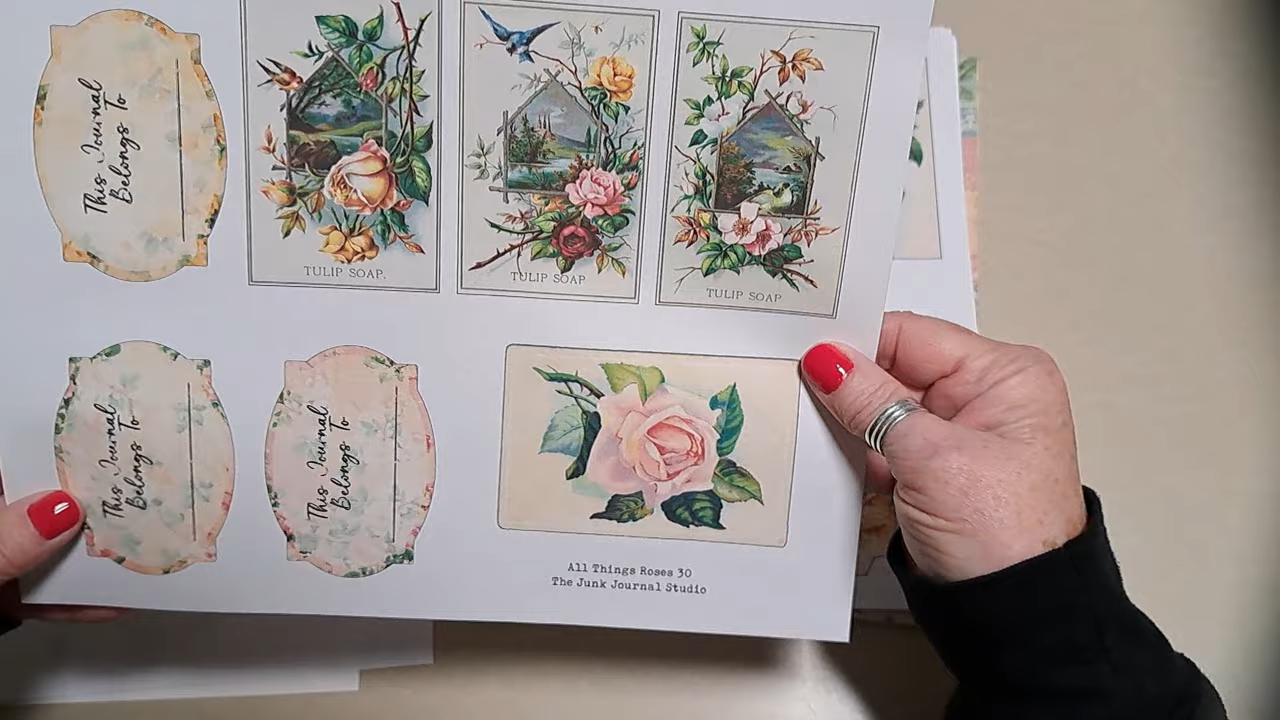 This Journal
Belongs To
TULIP SOAP.
TULIP SOAP
TULIP SOAP
This Journal
Belongs To
This Journal
Belongs To
All Things Roses 30
The Junk Journal Studio